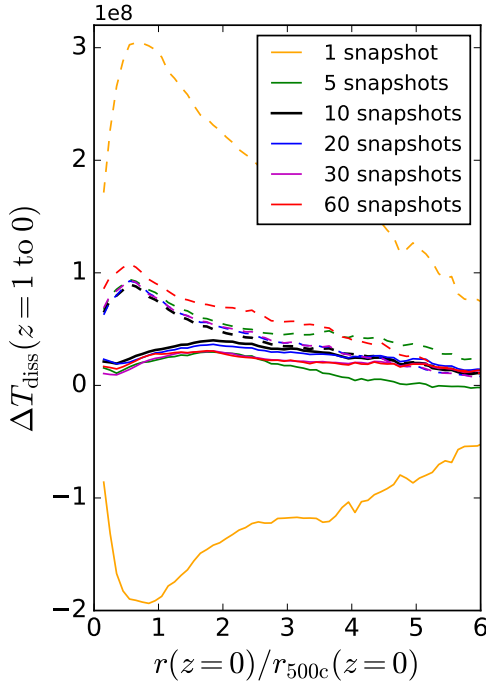 1e8
3
2
1
0
−1
−2
ΔT_diss(z = 1 to 0)
1 snapshot
5 snapshots
10 snapshots
20 snapshots
30 snapshots
60 snapshots
0 1 2 3 4 5 6
r(z = 0)/r_500c(z = 0)